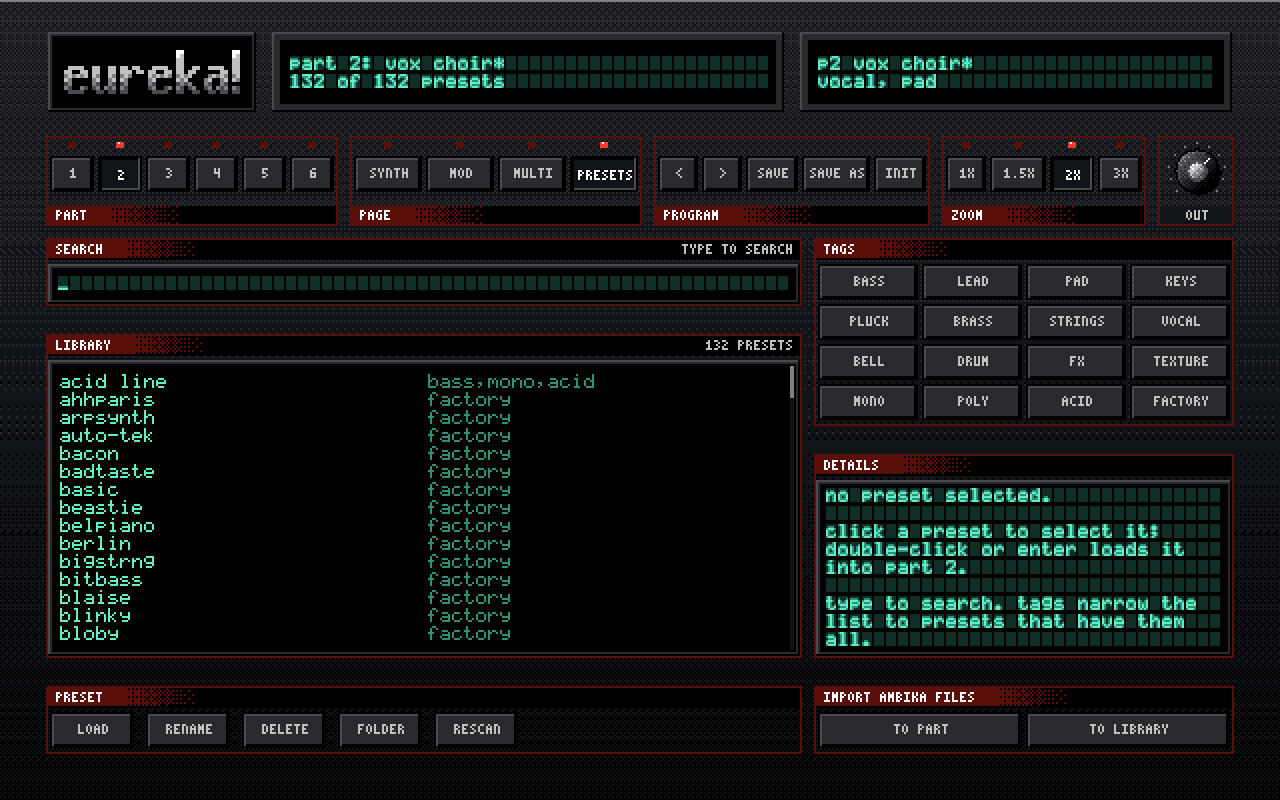 eureka!
part 2: vox choir*
132 of 132 presets
p2 vox choir*
vocal, pad
1 2 3 4 5 6
PART
SYNTH MOD MULTI PRESETS
PAGE
< > SAVE SAVE AS INIT
PROGRAM
1X 1.5X 2X 3X
ZOOM
OUT
SEARCH TYPE TO SEARCH
_
LIBRARY 132 PRESETS
acid line bass,mono,acid
ahhparis factory
arpsynth factory
auto-tek factory
bacon factory
badtaste factory
basic factory
beastie factory
belpiano factory
berlin factory
bigstrng factory
bitbass factory
blaise factory
blinky factory
bloby factory
TAGS
BASS LEAD PAD KEYS
PLUCK BRASS STRINGS VOCAL
BELL DRUM FX TEXTURE
MONO POLY ACID FACTORY
DETAILS
no preset selected.
click a preset to select it;
double-click or enter loads it
into part 2.
type to search. tags narrow the
list to presets that have them
all.
PRESET
LOAD RENAME DELETE FOLDER RESCAN
IMPORT AMBIKA FILES
TO PART TO LIBRARY